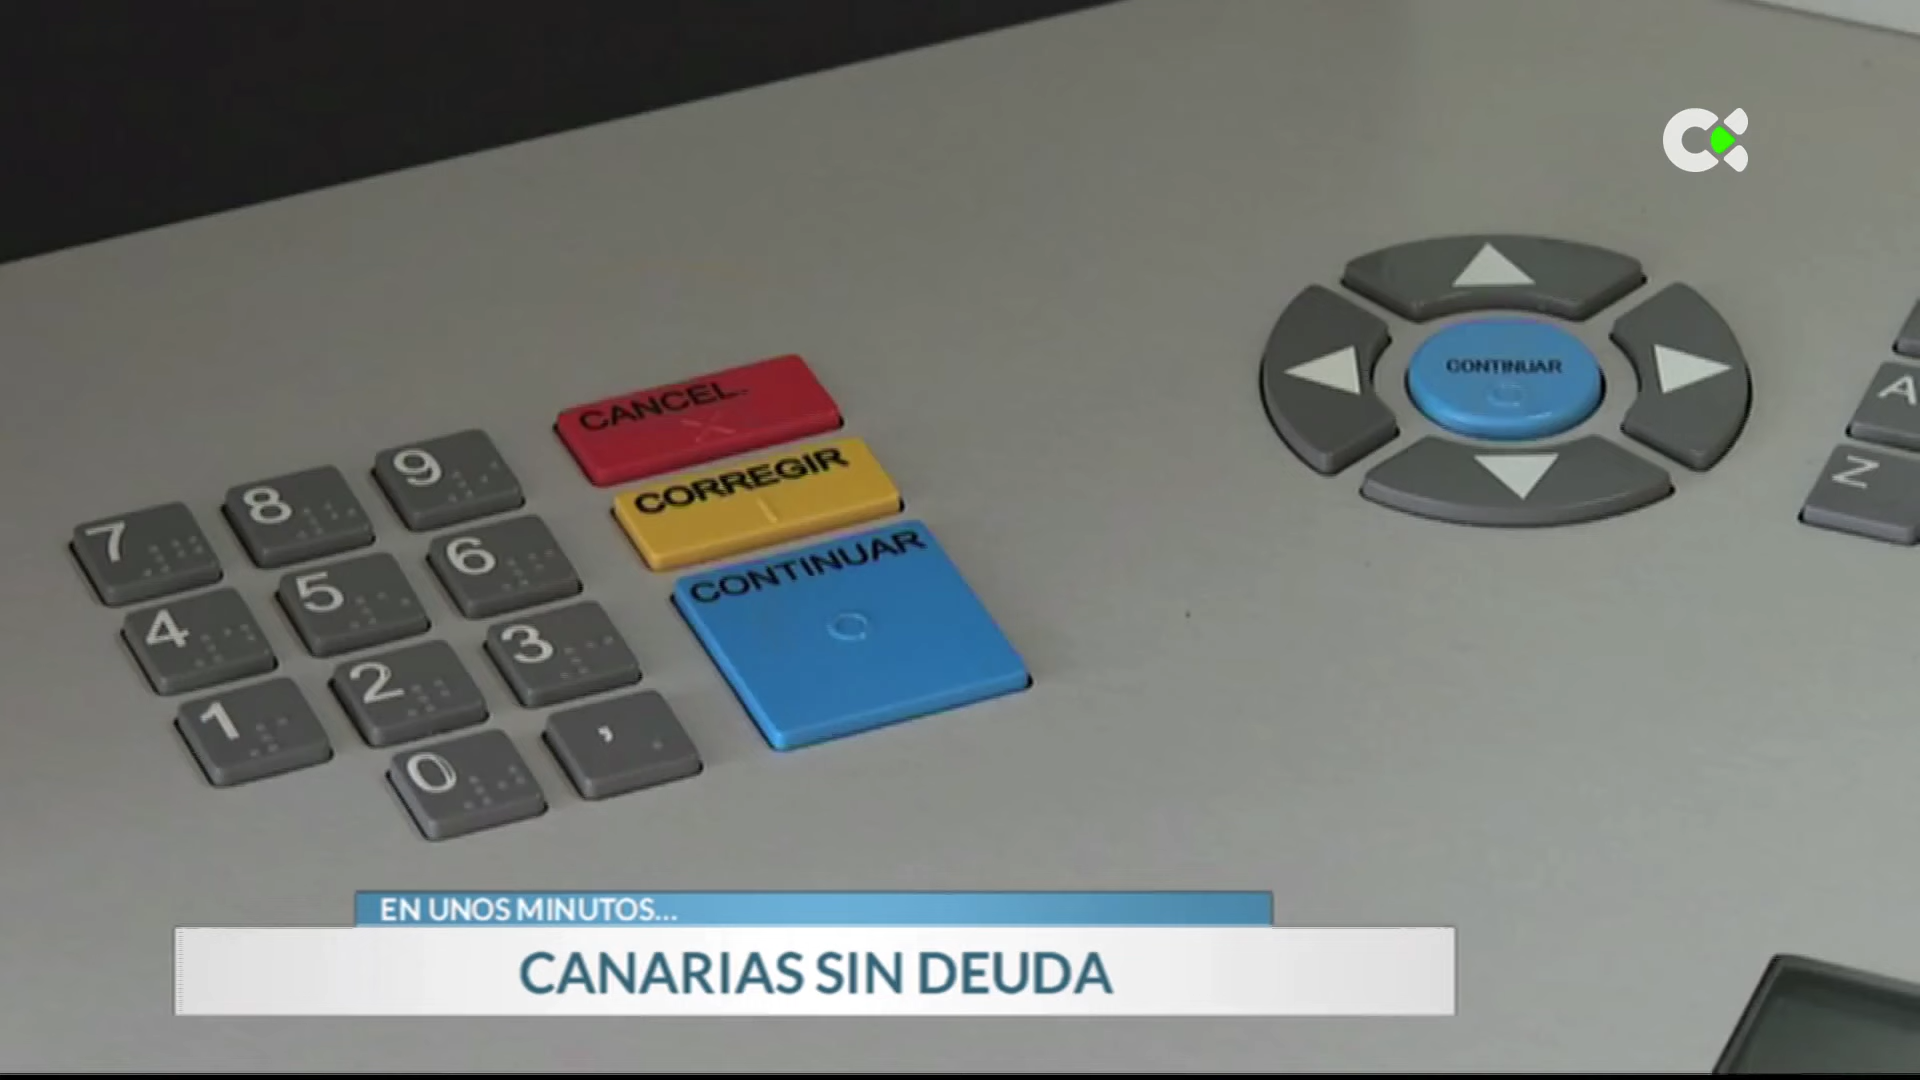 CONTINUAR
A
Z
CANCEL.
CORREGIR
CONTINUAR
7
8
9
4
5
6
1
2
3
0
,
EN UNOS MINUTOS...
CANARIAS SIN DEUDA